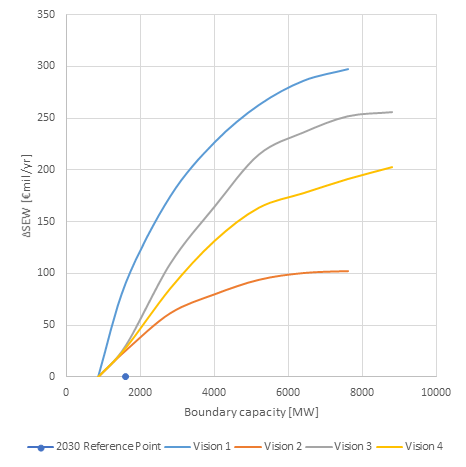 350
300
250
200
150
100
50
0
ΔSEW [€mil/yr]
0 2000 4000 6000 8000 10000
Boundary capacity [MW]
2030 Reference Point Vision 1 Vision 2 Vision 3 Vision 4